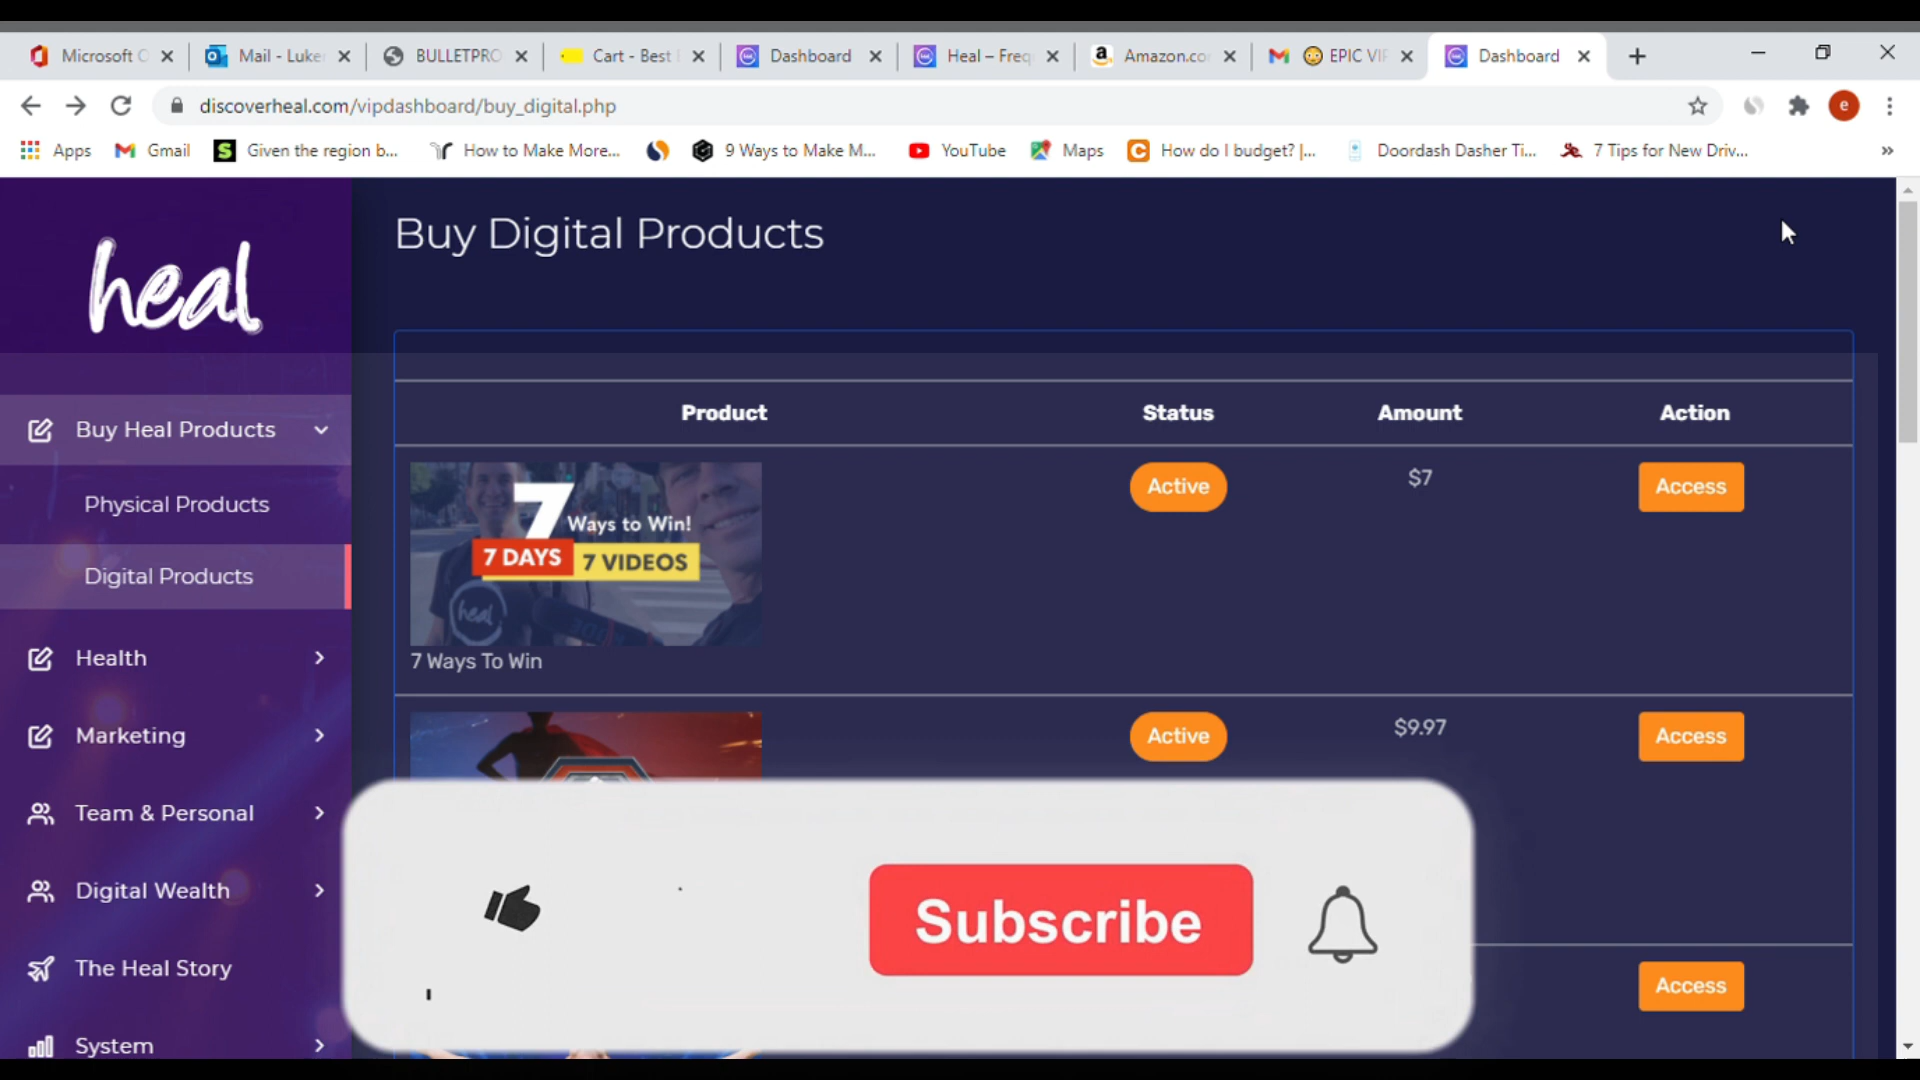 Microsoft O
Mail - Luke
BULLETPRO
Cart - Best
Dashboard
Heal – Freq
Amazon.co
EPIC VIP
Dashboard
discoverheal.com/vipdashboard/buy_digital.php
e
Apps
Gmail
Given the region b...
How to Make More...
9 Ways to Make M...
YouTube
Maps
How do I budget? |...
Doordash Dasher Ti...
7 Tips for New Driv...
heal
Buy Heal Products
Physical Products
Digital Products
Health
Marketing
Team & Personal
Digital Wealth
The Heal Story
System
Buy Digital Products
Product Status Amount Action
7 Ways to Win!
7 DAYS 7 VIDEOS
heal
7 Ways To Win
Active $7 Access
Active $9.97 Access
Access
Subscribe